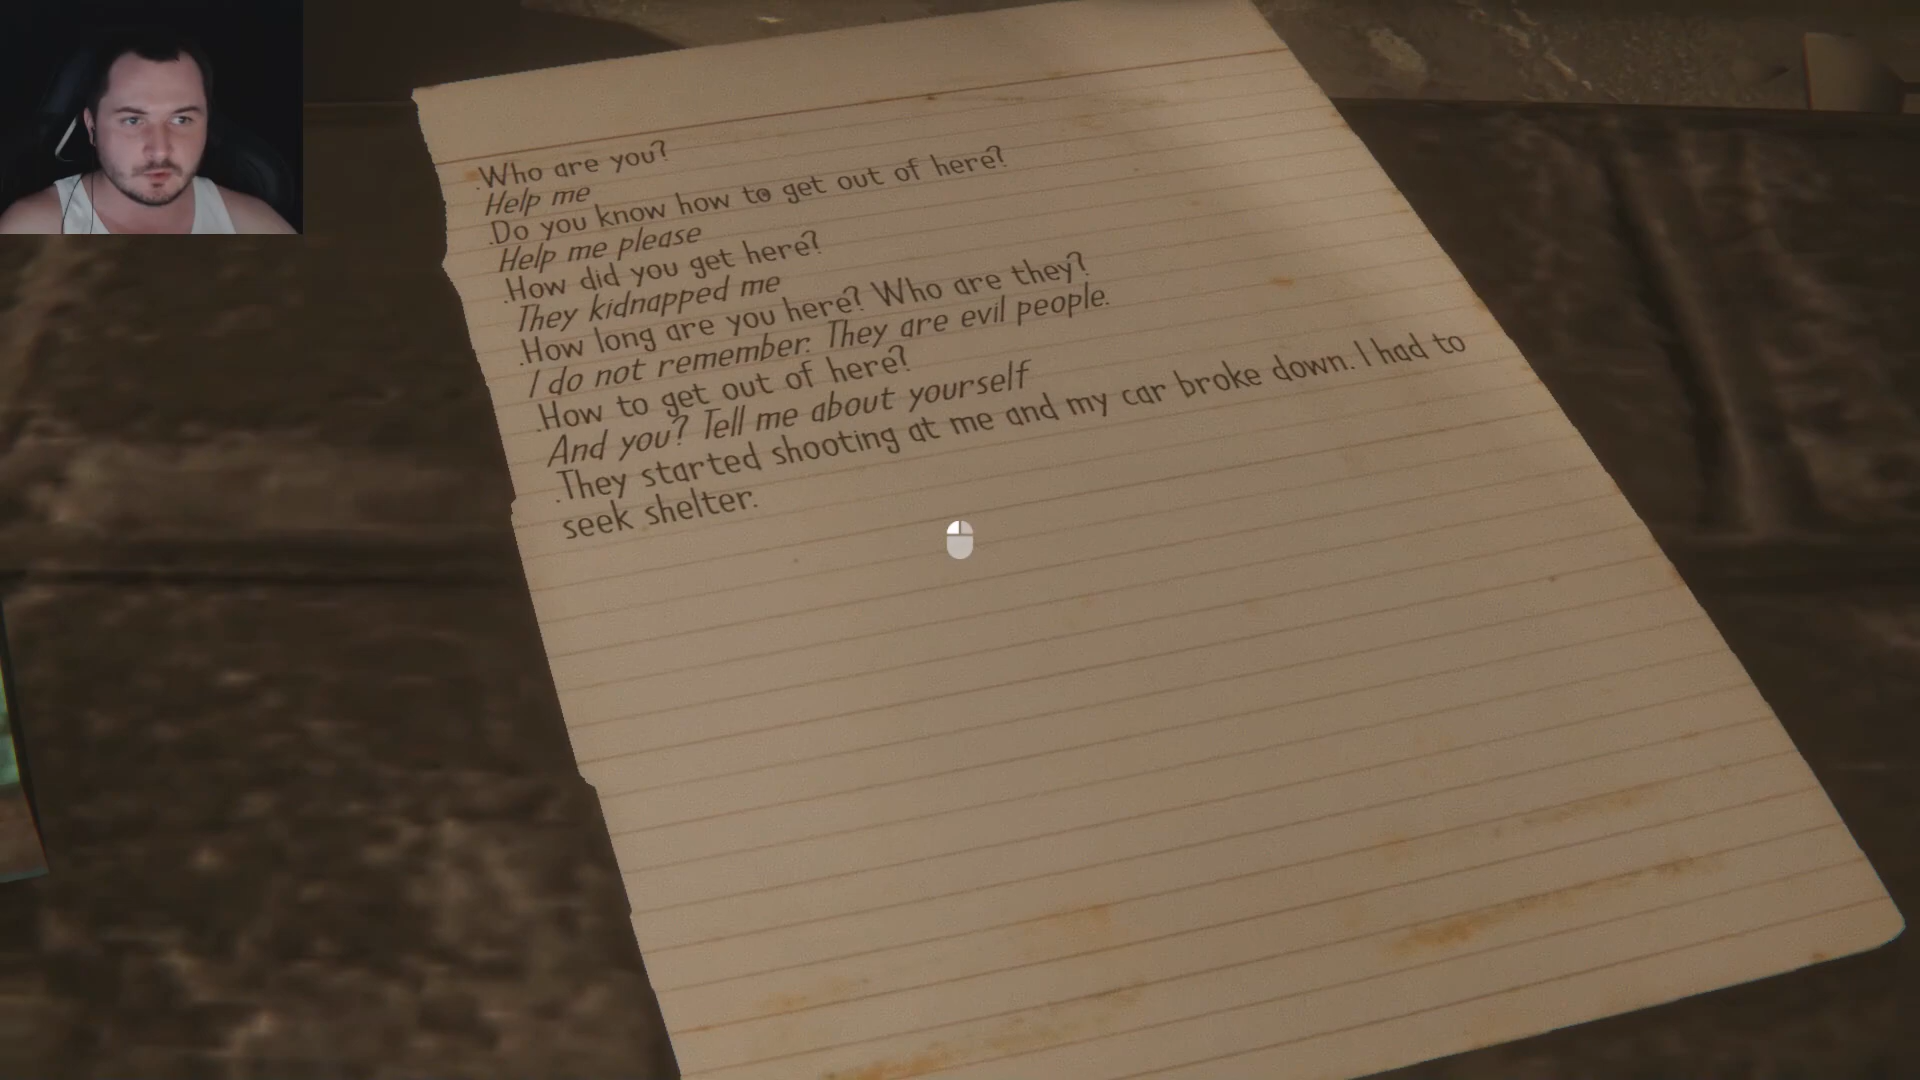 .Who are you?
Help me
.Do you know how to get out of here?
Help me please
.How did you get here?
They kidnapped me
.How long are you here? Who are they?
I do not remember. They are evil people.
.How to get out of here?
And you? Tell me about yourself
.They started shooting at me and my car broke down. I had to
seek shelter.